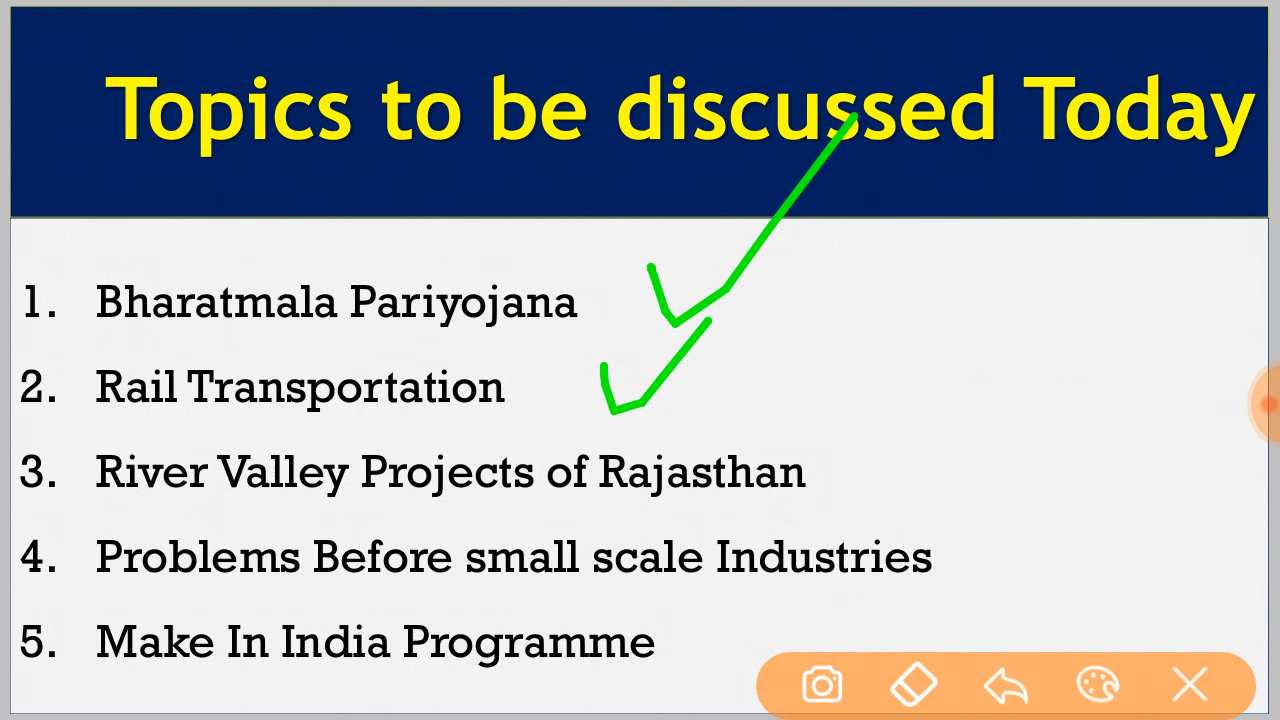 Topics to be discussed Today
1. Bharatmala Pariyojana
2. Rail Transportation
3. River Valley Projects of Rajasthan
4. Problems Before small scale Industries
5. Make In India Programme